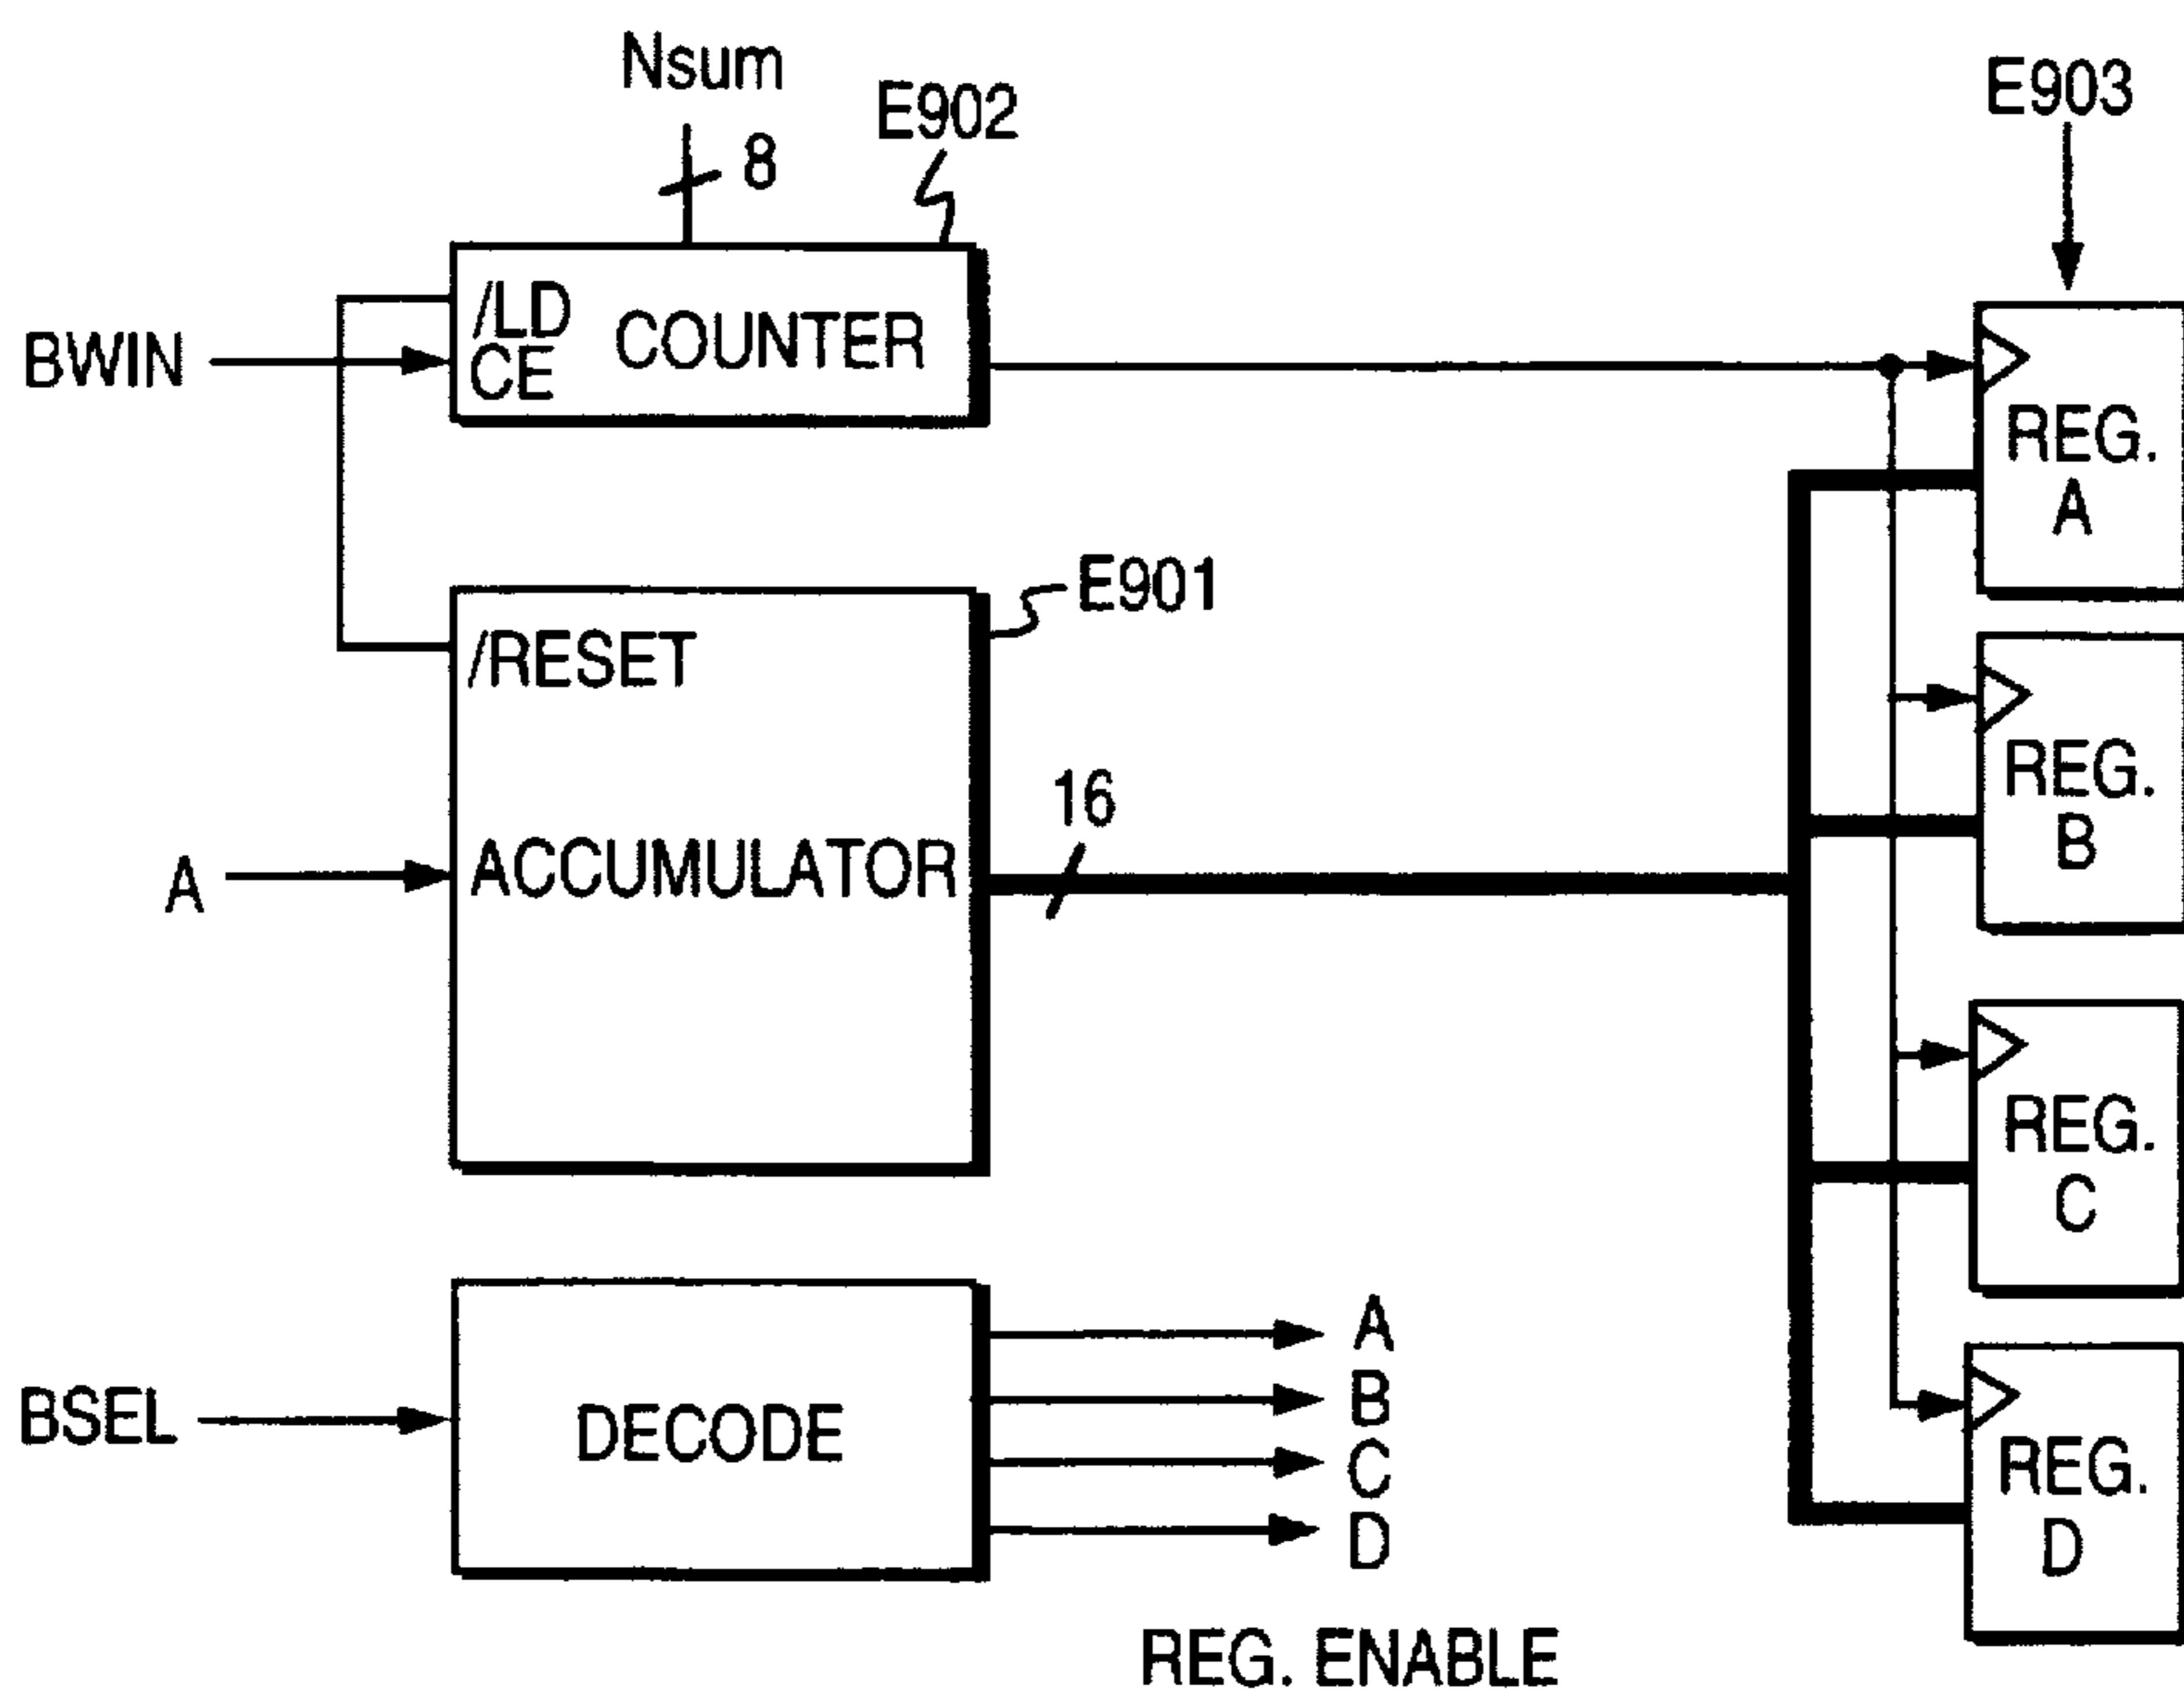 Nsum
8
E902
E903
/LD
CE
COUNTER
BWIN
REG.
A
E901
/RESET
16
REG.
B
A
ACCUMULATOR
REG.
C
BSEL
DECODE
A
B
C
D
REG.
D
REG. ENABLE